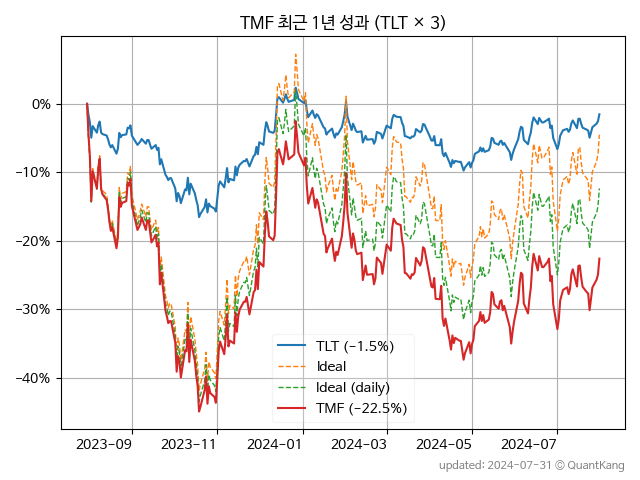 TMF 최근 1년 성과 (TLT × 3)
0%
−10%
−20%
−30%
−40%
TLT (−1.5%)
Ideal
Ideal (daily)
TMF (−22.5%)
2023-09 2023-11 2024-01 2024-03 2024-05 2024-07
updated: 2024-07-31 © QuantKang